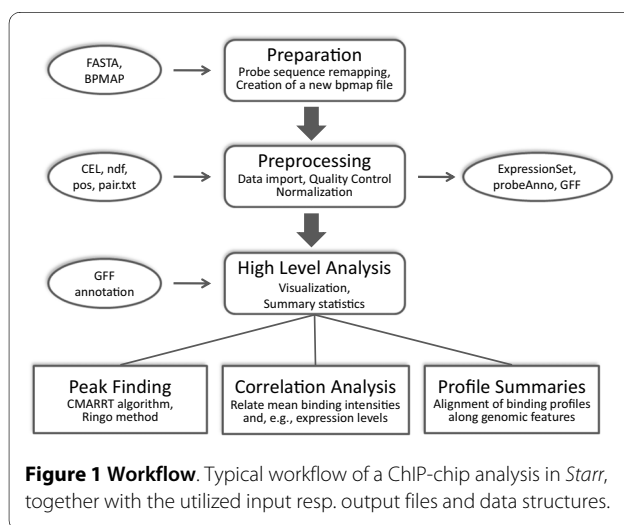 FASTA,
BPMAP
Preparation
Probe sequence remapping,
Creation of a new bpmap file
CEL, ndf,
pos, pair.txt
Preprocessing
Data import, Quality Control
Normalization
ExpressionSet,
probeAnno, GFF
GFF
annotation
High Level Analysis
Visualization,
Summary statistics
Peak Finding
CMARRT algorithm,
Ringo method
Correlation Analysis
Relate mean binding intensities
and, e.g., expression levels
Profile Summaries
Alignment of binding profiles
along genomic features
Figure 1 Workflow. Typical workflow of a ChIP-chip analysis in Starr,
together with the utilized input resp. output files and data structures.